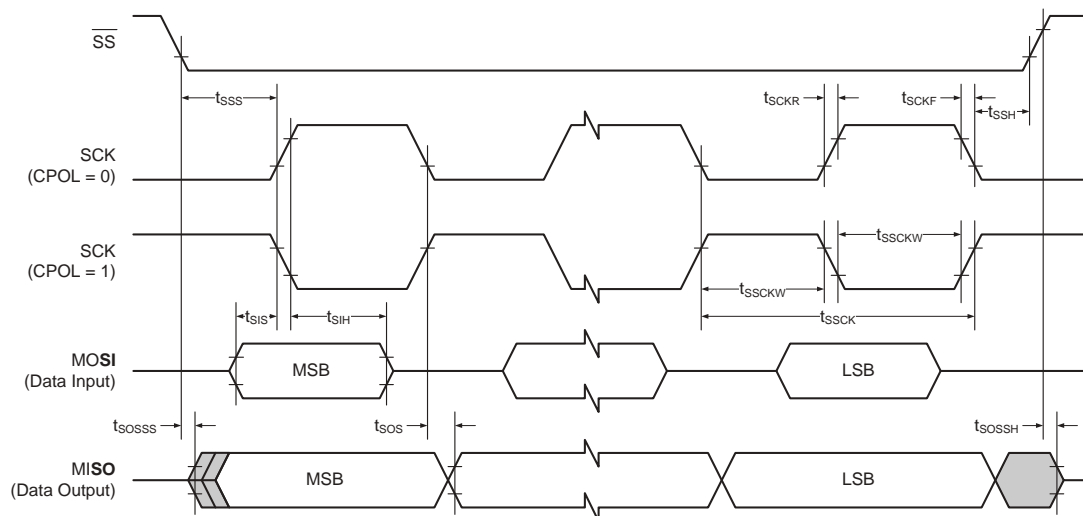 SS
tSSS
tSCKR
tSCKF
tSSH
SCK
(CPOL = 0)
SCK
(CPOL = 1)
tSSCKW
tSSCKW
tSSCK
tSIS
tSIH
MOSI
(Data Input)
MSB
LSB
tSOSSS
tSOS
tSOSSH
MISO
(Data Output)
MSB
LSB